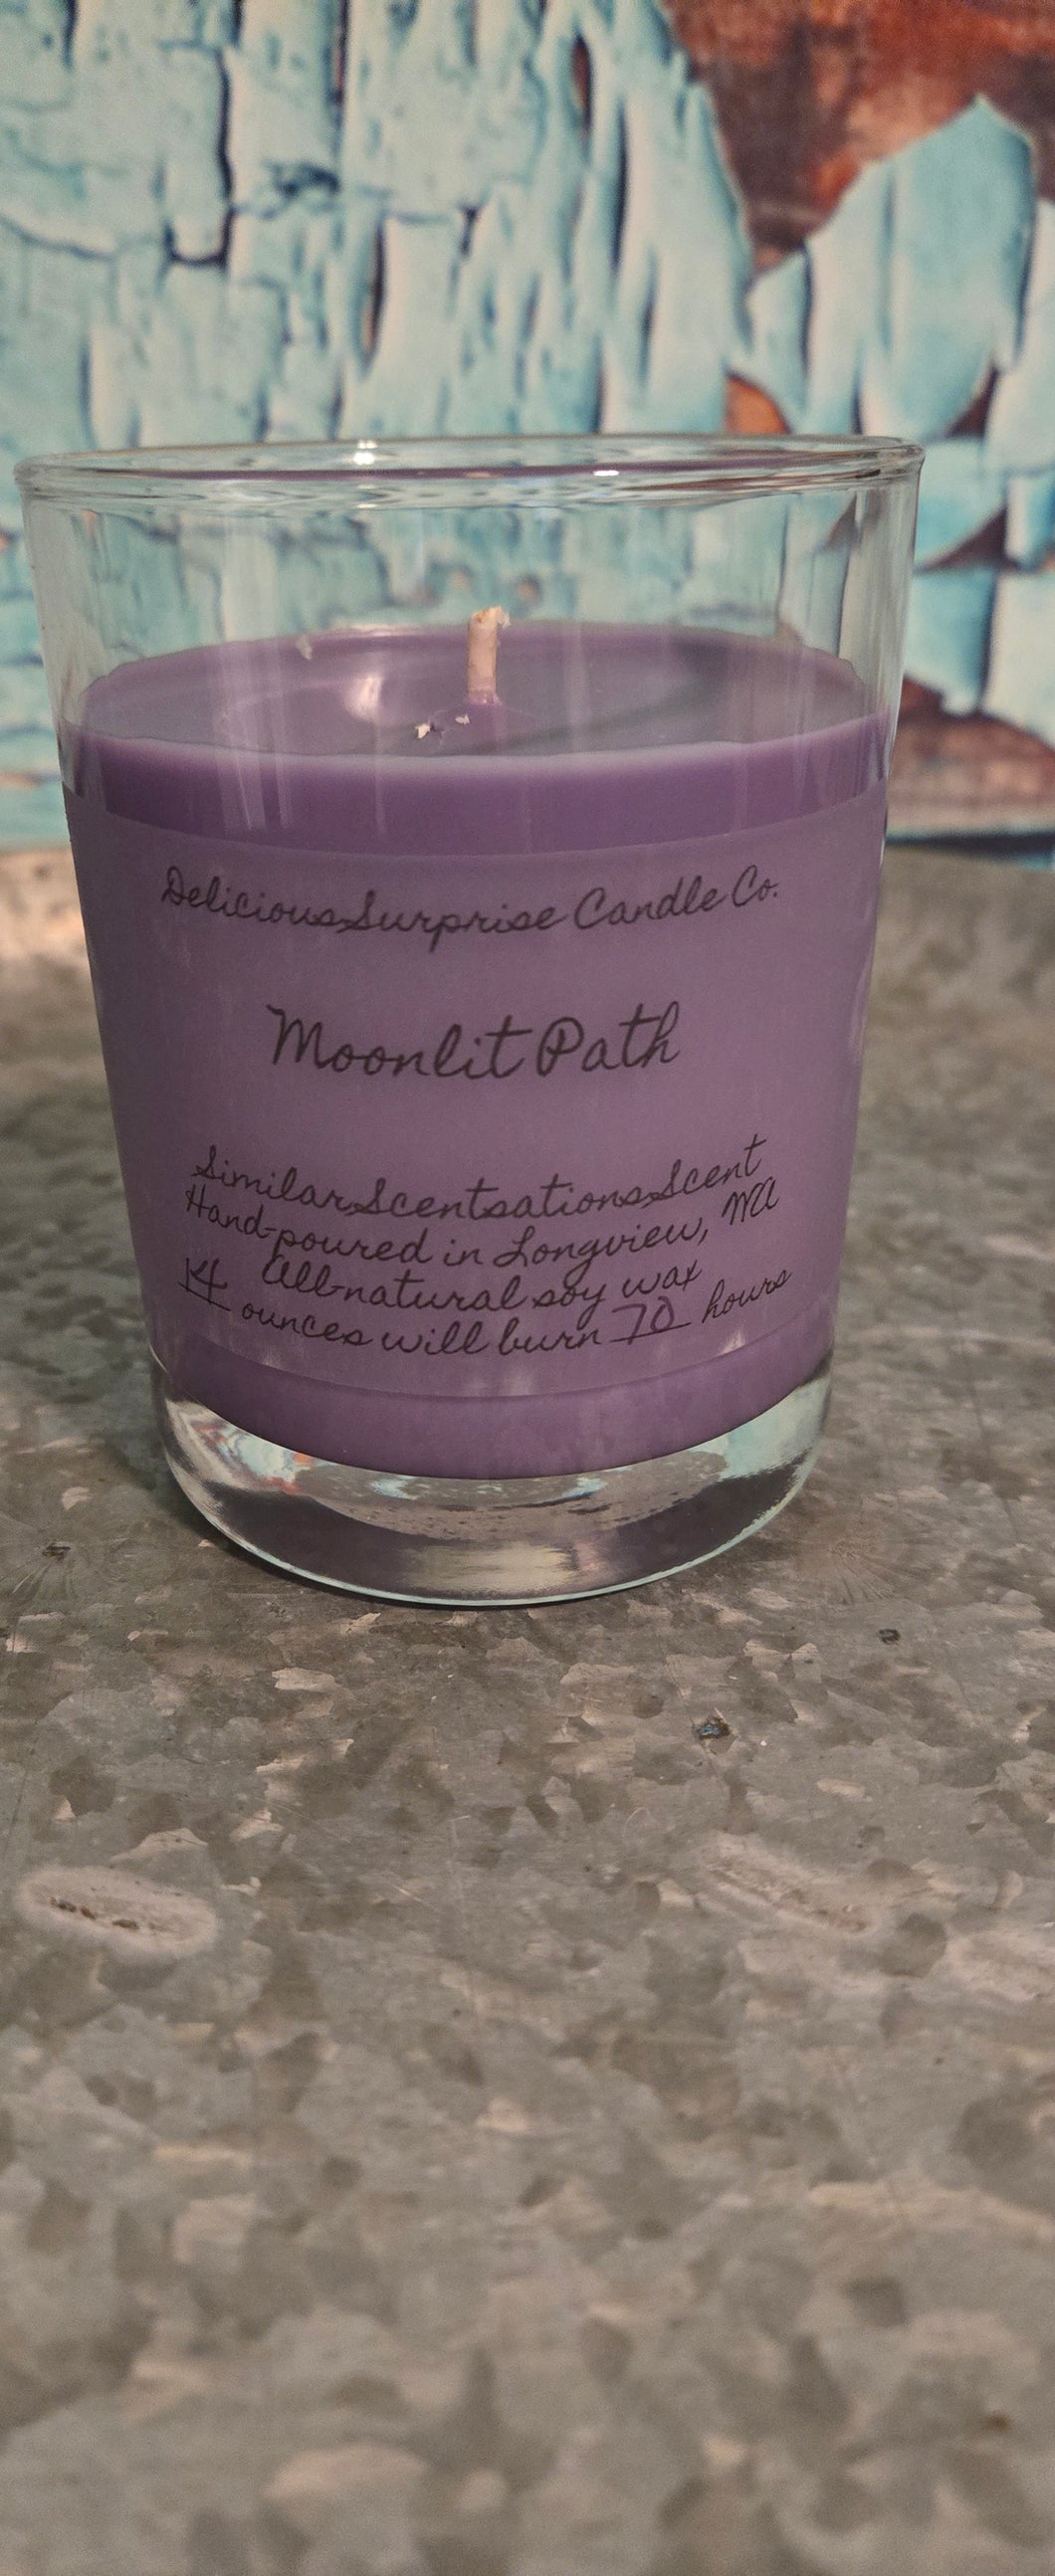 Delicious Surprise Candle Co.
Moonlit Path
Similar Scentsations Scent
Hand-poured in Longview, WA
All-natural soy wax
14 ounces will burn 70 hours